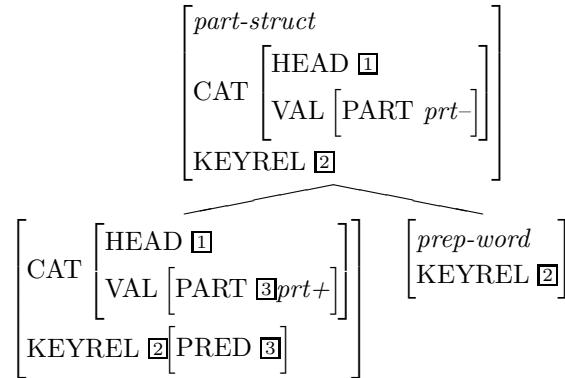 part-struct
CAT HEAD 1
VAL PART prt–
KEYREL 2
CAT HEAD 1
VAL PART 3 prt+
KEYREL 2 PRED 3
prep-word
KEYREL 2